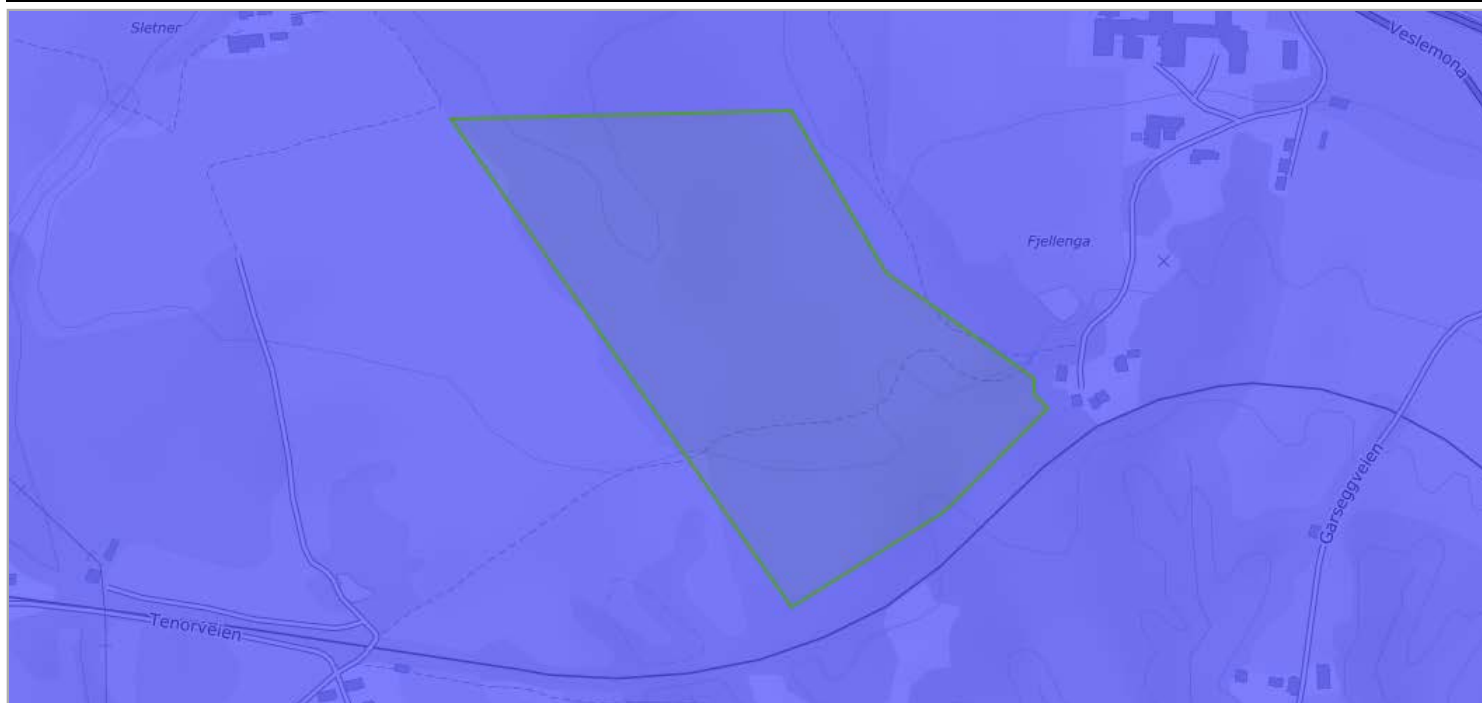 Sletner
Veslemona
Fjellenga
Garseggveien
Tenorveien